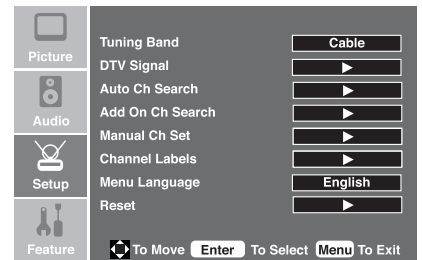 Picture
Audio
Setup
Feature
Tuning Band Cable
DTV Signal
Auto Ch Search
Add On Ch Search
Manual Ch Set
Channel Labels
Menu Language English
Reset
To Move Enter To Select Menu To Exit